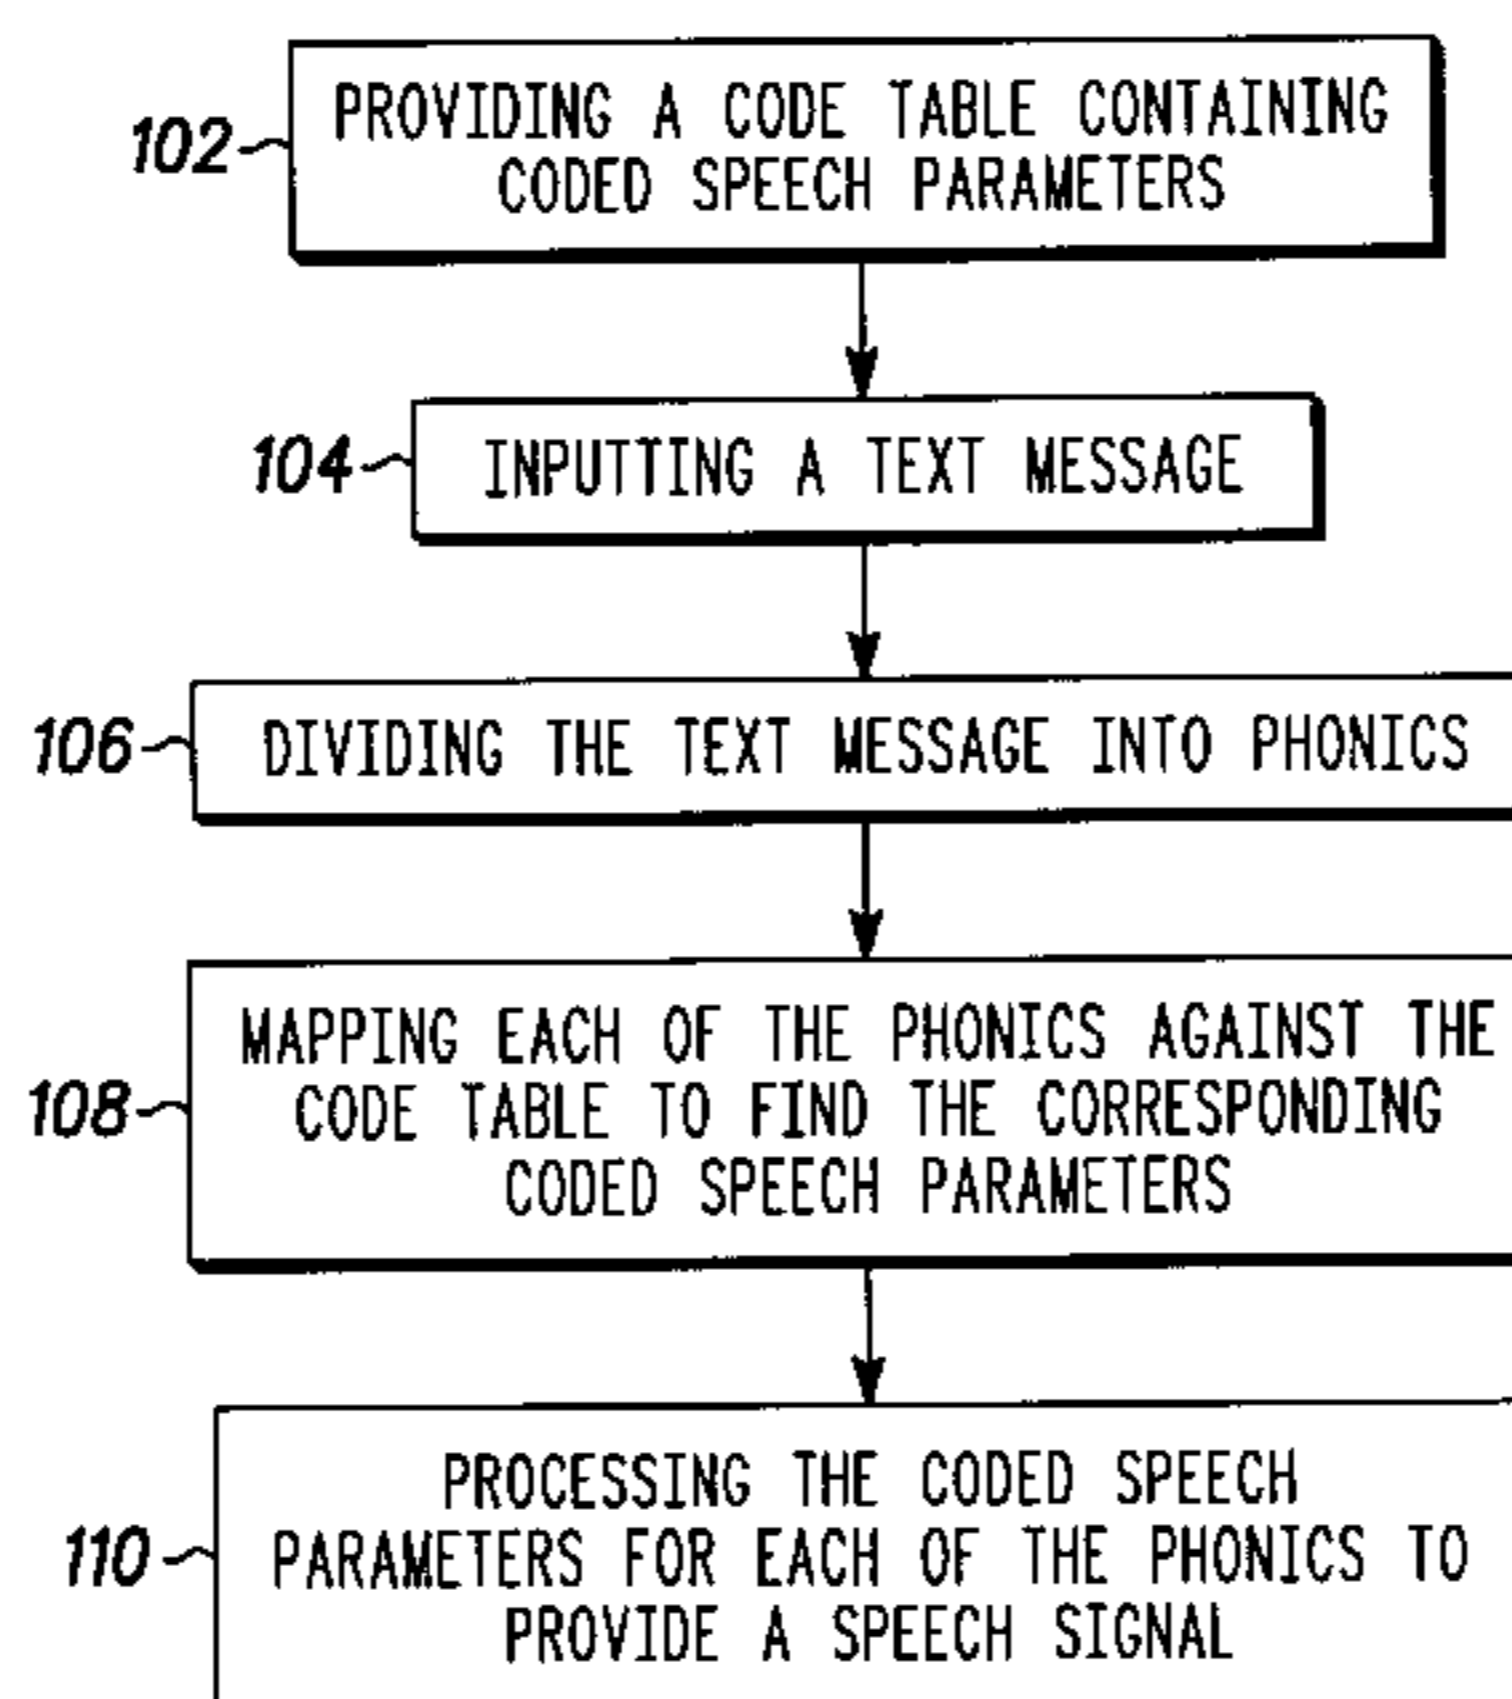 102
PROVIDING A CODE TABLE CONTAINING
CODED SPEECH PARAMETERS
104
INPUTTING A TEXT MESSAGE
106
DIVIDING THE TEXT MESSAGE INTO PHONICS
108
MAPPING EACH OF THE PHONICS AGAINST THE
CODE TABLE TO FIND THE CORRESPONDING
CODED SPEECH PARAMETERS
110
PROCESSING THE CODED SPEECH
PARAMETERS FOR EACH OF THE PHONICS TO
PROVIDE A SPEECH SIGNAL